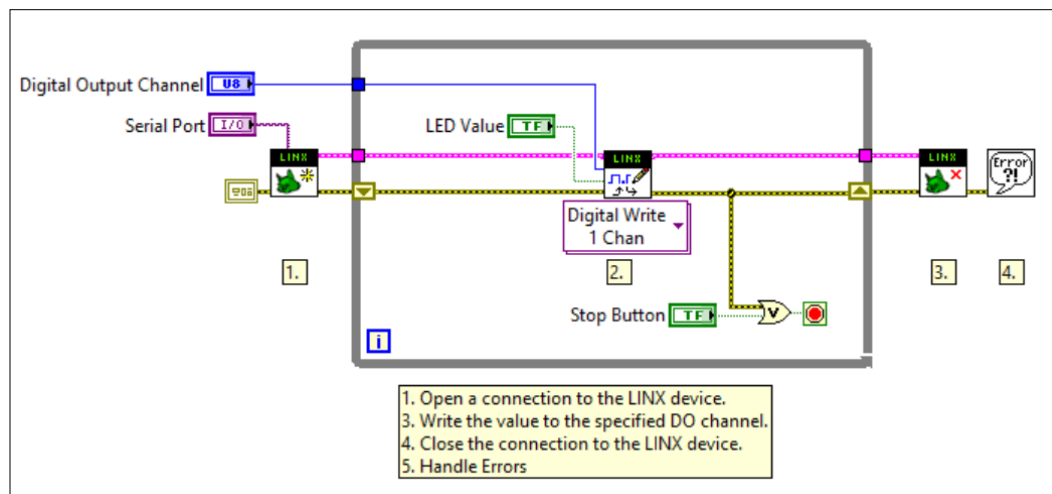 Digital Output Channel U8
Serial Port I/O
LED Value TF
LINX
LINX
LINX
Error
?!
Digital Write
1 Chan
1.
2.
3.
4.
Stop Button TF
V
i
1. Open a connection to the LINX device.
3. Write the value to the specified DO channel.
4. Close the connection to the LINX device.
5. Handle Errors